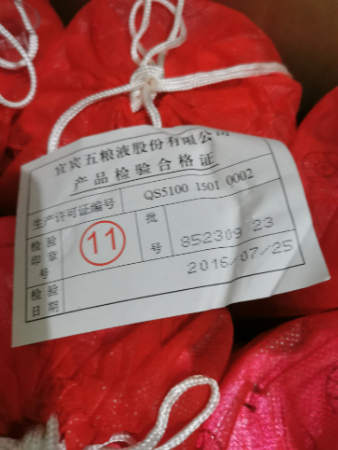 宜宾五粮液股份有限公司
产品检验合格证
生产许可证编号 QS5100 1501 0002
检验印章号 11 批号 852309 23
检验日期 2016/07/25